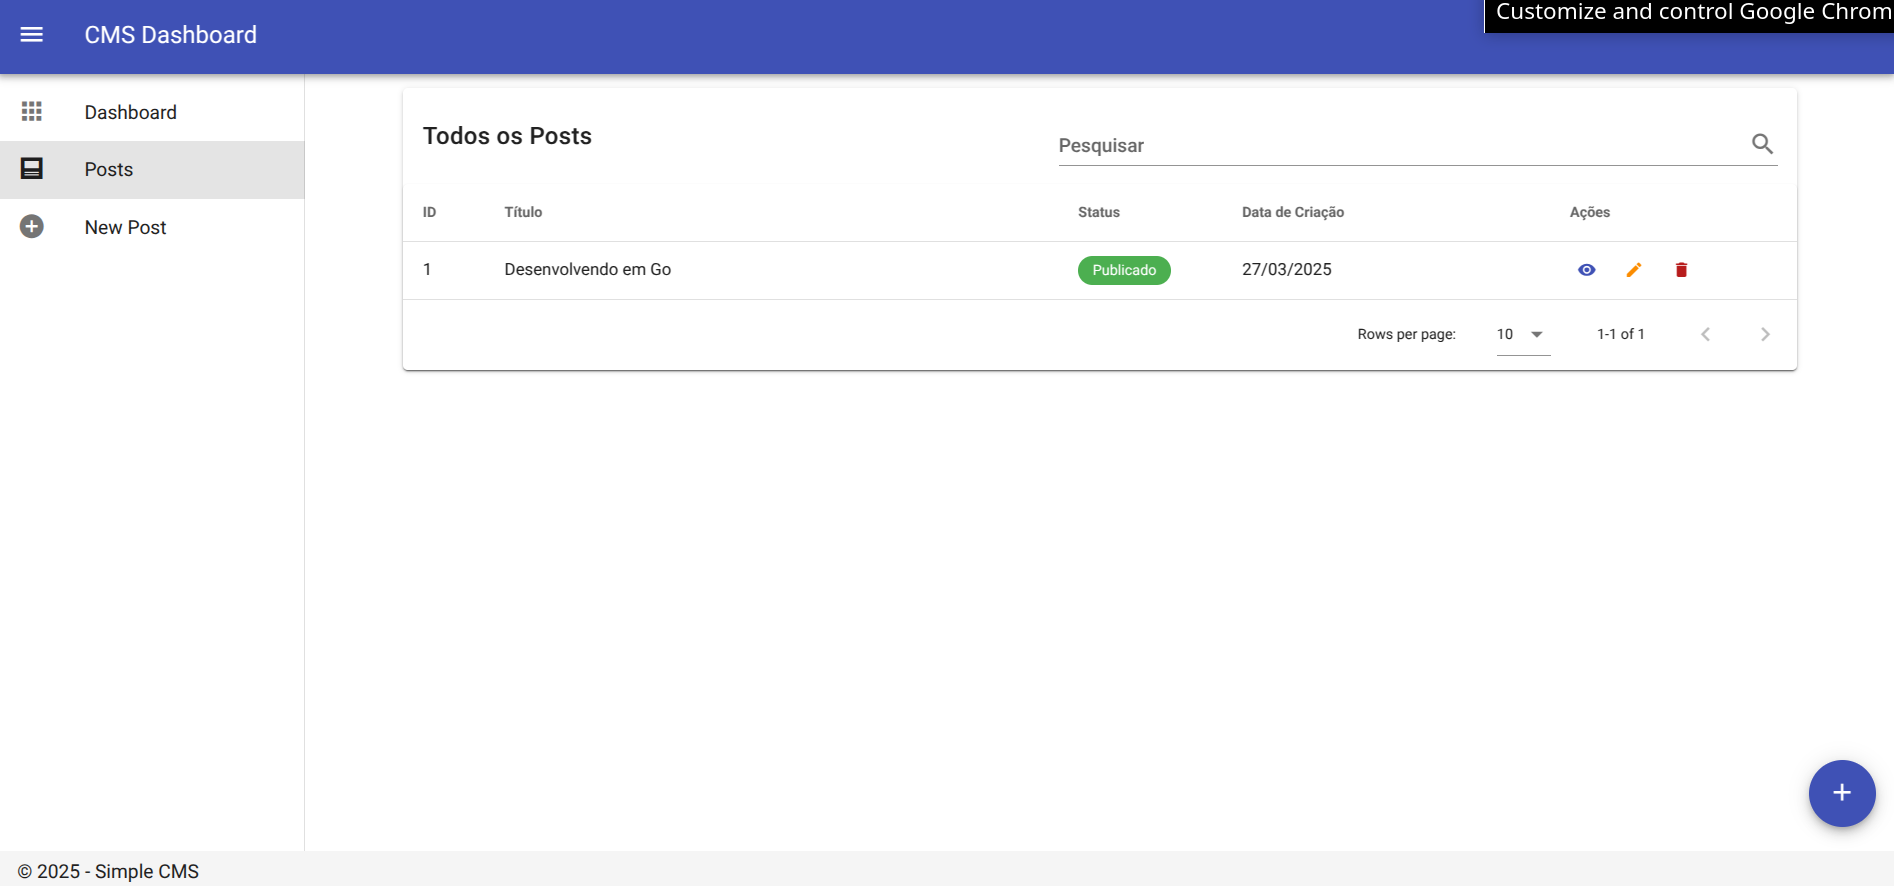 CMS Dashboard
Customize and control Google Chrom
Dashboard
Posts
New Post
Todos os Posts
Pesquisar
ID Título Status Data de Criação Ações
1 Desenvolvendo em Go Publicado 27/03/2025
Rows per page: 10 1-1 of 1
© 2025 - Simple CMS